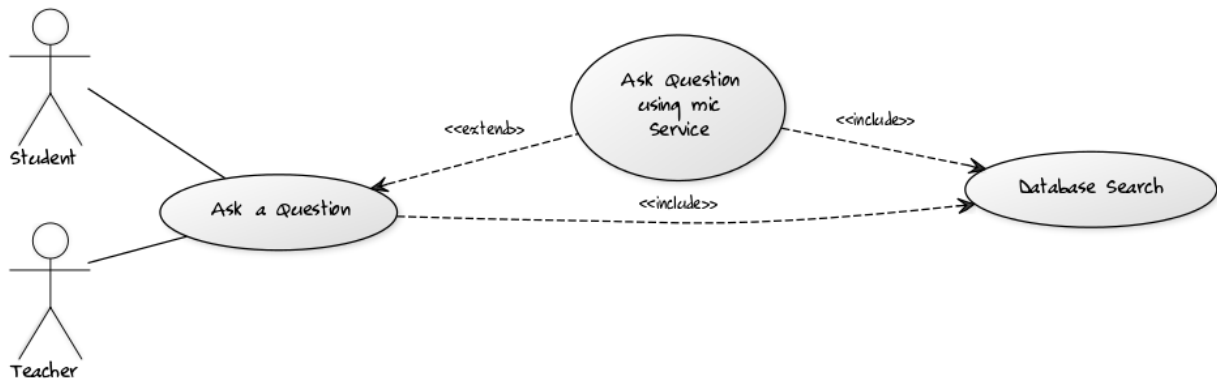 Ask Question
using mic
Service
<<extend>>
<<include>>
Student
Database Search
Ask a Question
<<include>>
Teacher